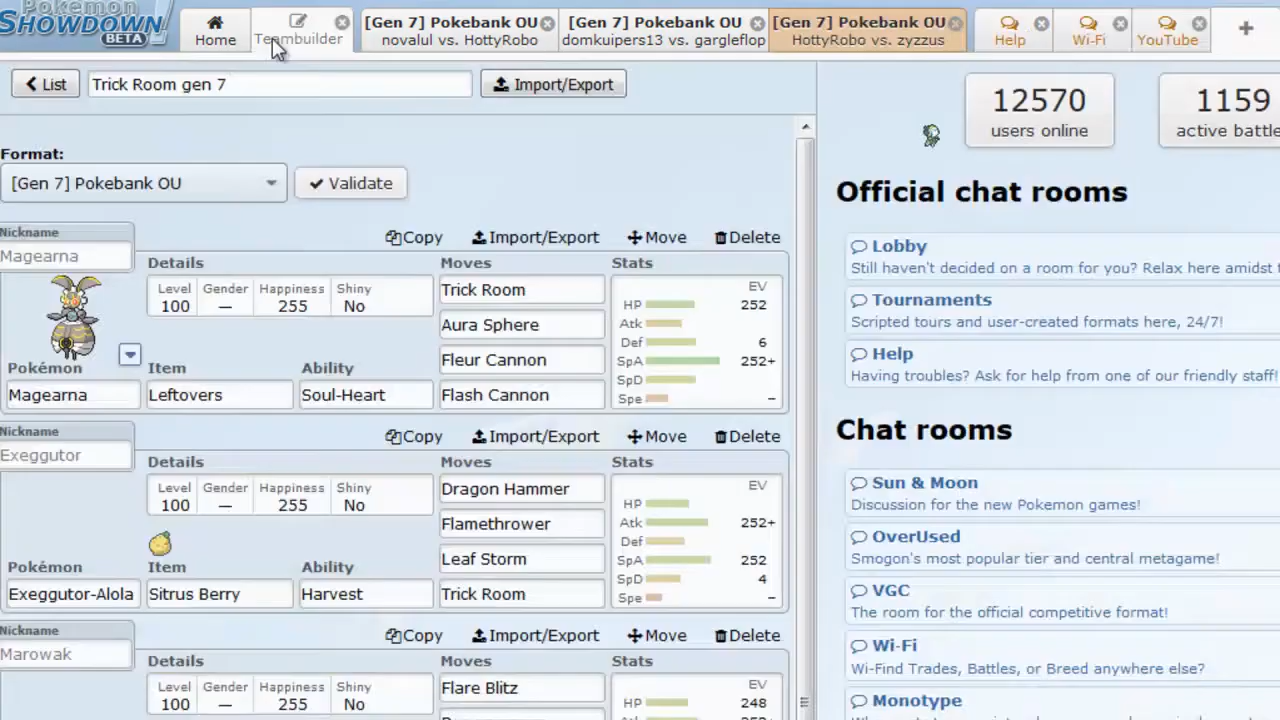 Pokémon
Showdown
BETA
Home
Teambuilder
[Gen 7] Pokebank OU
novalul vs. HottyRobo
[Gen 7] Pokebank OU
domkuipers13 vs. gargleflop
[Gen 7] Pokebank OU
HottyRobo vs. zyzzus
Help
Wi-Fi
YouTube
List
Trick Room gen 7
Import/Export
Format:
[Gen 7] Pokebank OU
Validate
Nickname
Magearna
Copy Import/Export Move Delete
Details
Level Gender Happiness Shiny
100 — 255 No
Pokémon Item Ability
Magearna Leftovers Soul-Heart
Moves
Trick Room
Aura Sphere
Fleur Cannon
Flash Cannon
Stats
EV
HP 252
Atk
Def 6
SpA 252+
SpD
Spe –
Nickname
Exeggutor
Copy Import/Export Move Delete
Details
Level Gender Happiness Shiny
100 — 255 No
Pokémon Item Ability
Exeggutor-Alola Sitrus Berry Harvest
Moves
Dragon Hammer
Flamethrower
Leaf Storm
Trick Room
Stats
EV
HP
Atk 252+
Def
SpA 252
SpD 4
Spe –
Nickname
Marowak
Copy Import/Export Move Delete
Details
Level Gender Happiness Shiny
100 — 255 No
Moves
Flare Blitz
Stats
EV
HP 248
12570
users online
1159
active battle
Official chat rooms
Lobby
Still haven't decided on a room for you? Relax here amidst t
Tournaments
Scripted tours and user-created formats here, 24/7!
Help
Having troubles? Ask for help from one of our friendly staff!
Chat rooms
Sun & Moon
Discussion for the new Pokemon games!
OverUsed
Smogon's most popular tier and central metagame!
VGC
The room for the official competitive format!
Wi-Fi
Wi-Find Trades, Battles, or Breed anywhere else?
Monotype